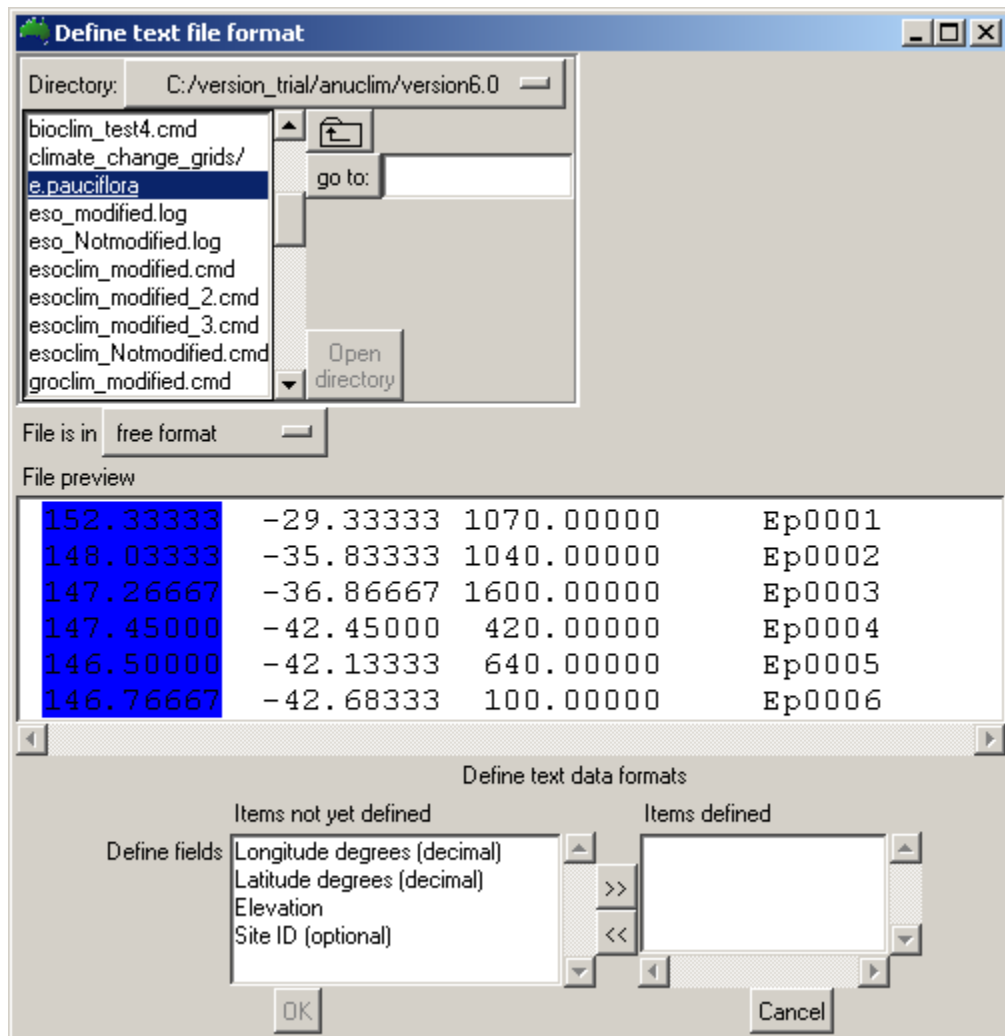 Define text file format
Directory: C:/version_trial/anuclim/version6.0
bioclim_test4.cmd
climate_change_grids/
e.pauciflora
eso_modified.log
eso_Notmodified.log
esoclim_modified.cmd
esoclim_modified_2.cmd
esoclim_modified_3.cmd
esoclim_Notmodified.cmd
groclim_modified.cmd
go to:
Open
directory
File is in free format
File preview
152.33333 -29.33333 1070.00000 Ep0001
148.03333 -35.83333 1040.00000 Ep0002
147.26667 -36.86667 1600.00000 Ep0003
147.45000 -42.45000 420.00000 Ep0004
146.50000 -42.13333 640.00000 Ep0005
146.76667 -42.68333 100.00000 Ep0006
Define text data formats
Items not yet defined Items defined
Define fields Longitude degrees (decimal)
Latitude degrees (decimal)
Elevation
Site ID (optional)
>>
<<
OK Cancel